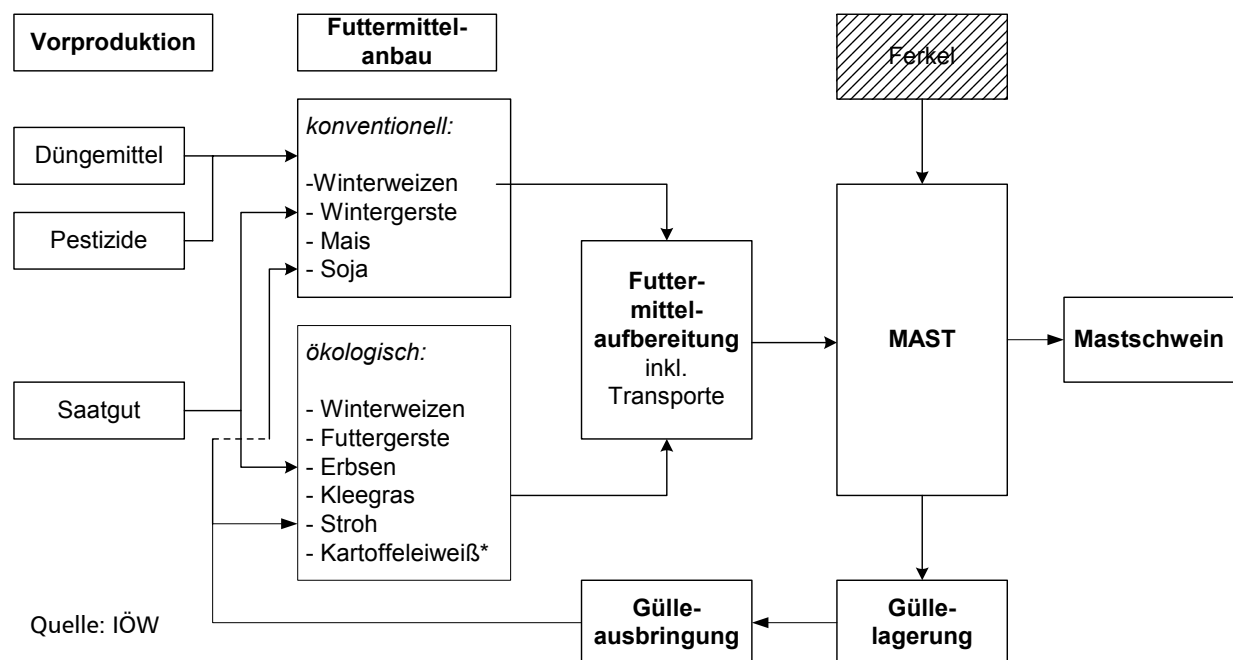 Vorproduktion
Futtermittel-
anbau
Ferkel
Düngemittel
Pestizide
Saatgut
konventionell:
-Winterweizen
- Wintergerste
- Mais
- Soja
ökologisch:
- Winterweizen
- Futtergerste
- Erbsen
- Kleegras
- Stroh
- Kartoffeleiweiß*
Futter-
mittel-
aufbereitung
inkl.
Transporte
MAST
Mastschwein
Gülle-
ausbringung
Gülle-
lagerung
Quelle: IÖW